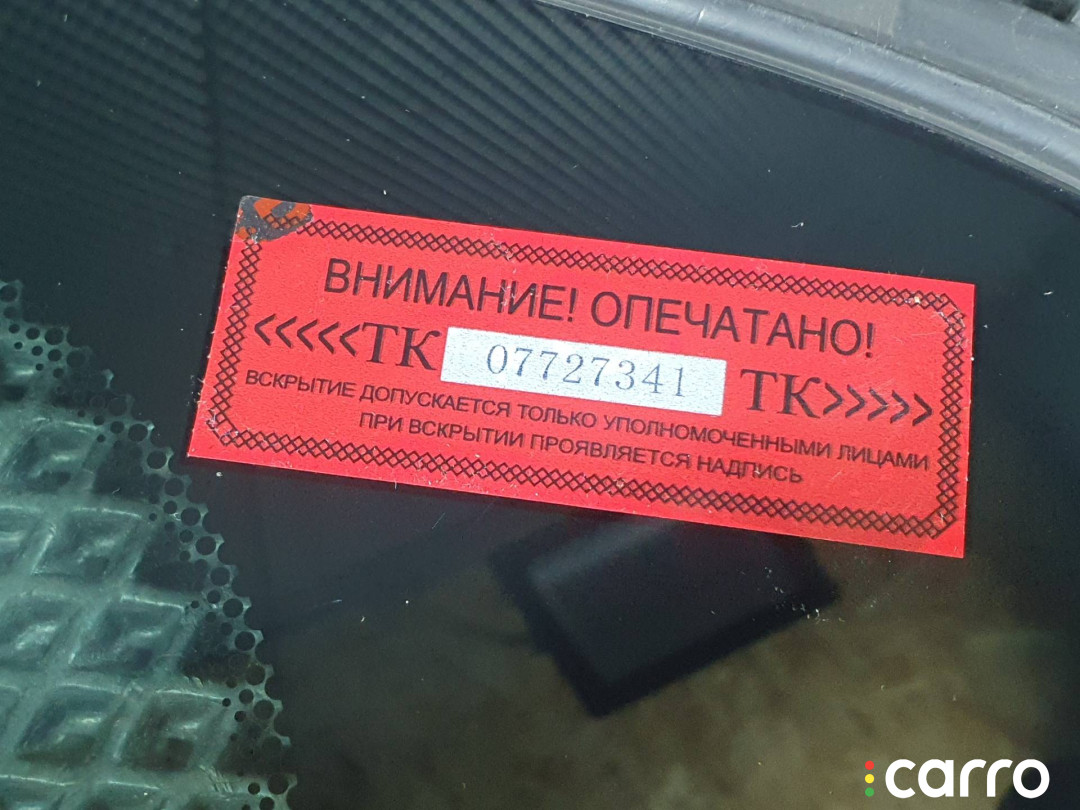 ВНИМАНИЕ! ОПЕЧАТАНО!
<<<<<ТК 07727341 ТК>>>>>
ВСКРЫТИЕ ДОПУСКАЕТСЯ ТОЛЬКО УПОЛНОМОЧЕННЫМИ ЛИЦАМИ
ПРИ ВСКРЫТИИ ПРОЯВЛЯЕТСЯ НАДПИСЬ
carro